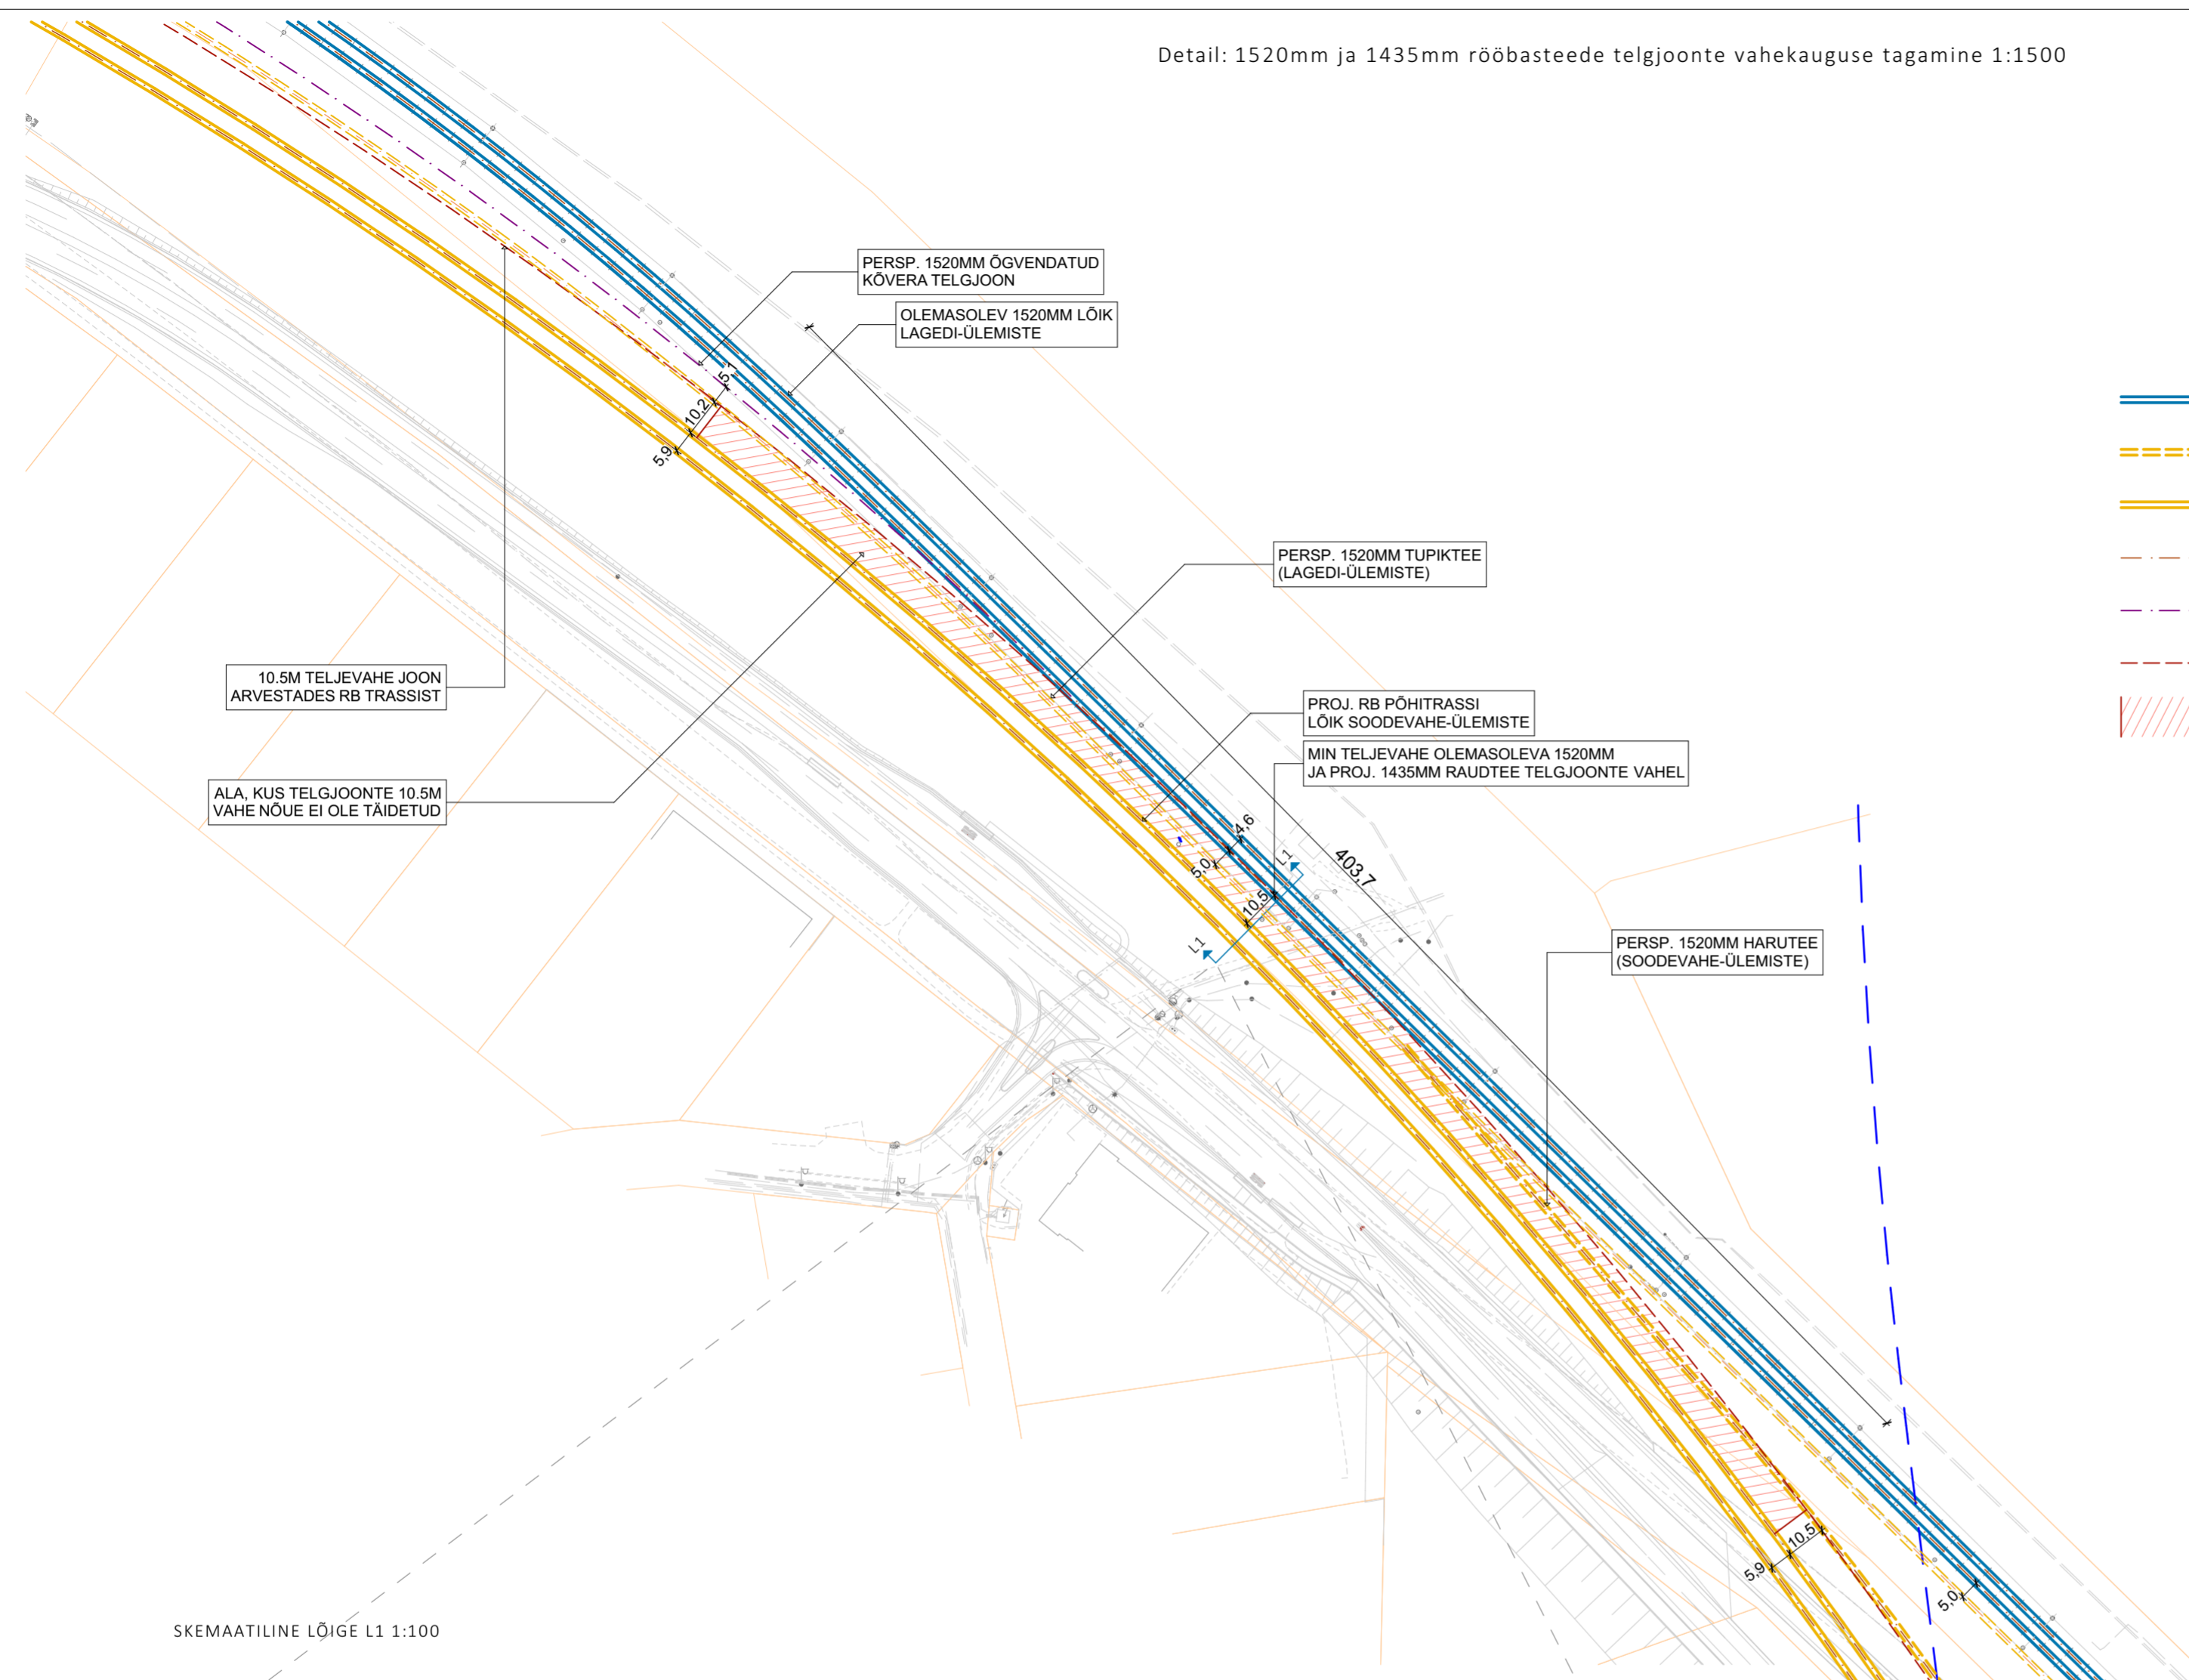 Detail: 1520mm ja 1435mm rööbasteede telgjoonte vahekauguse tagamine 1:1500
PERSP. 1520MM ÕGVENDATUD
KÕVERA TELGJOON
OLEMASOLEV 1520MM LÕIK
LAGEDI-ÜLEMISTE
5,1
10,2
5,9
PERSP. 1520MM TUPIKTEE
(LAGEDI-ÜLEMISTE)
10.5M TELJEVAHE JOON
ARVESTADES RB TRASSIST
PROJ. RB PÕHITRASSI
LÕIK SOODEVAHE-ÜLEMISTE
MIN TELJEVAHE OLEMASOLEVA 1520MM
JA PROJ. 1435MM RAUDTEE TELGJOONTE VAHEL
ALA, KUS TELGJOONTE 10.5M
VAHE NÕUE EI OLE TÄIDETUD
4,6
5,0
L1
403,7
10,5
L1
PERSP. 1520MM HARUTEE
(SOODEVAHE-ÜLEMISTE)
10,5
5,9
5,0
SKEMAATILINE LÕIGE L1 1:100